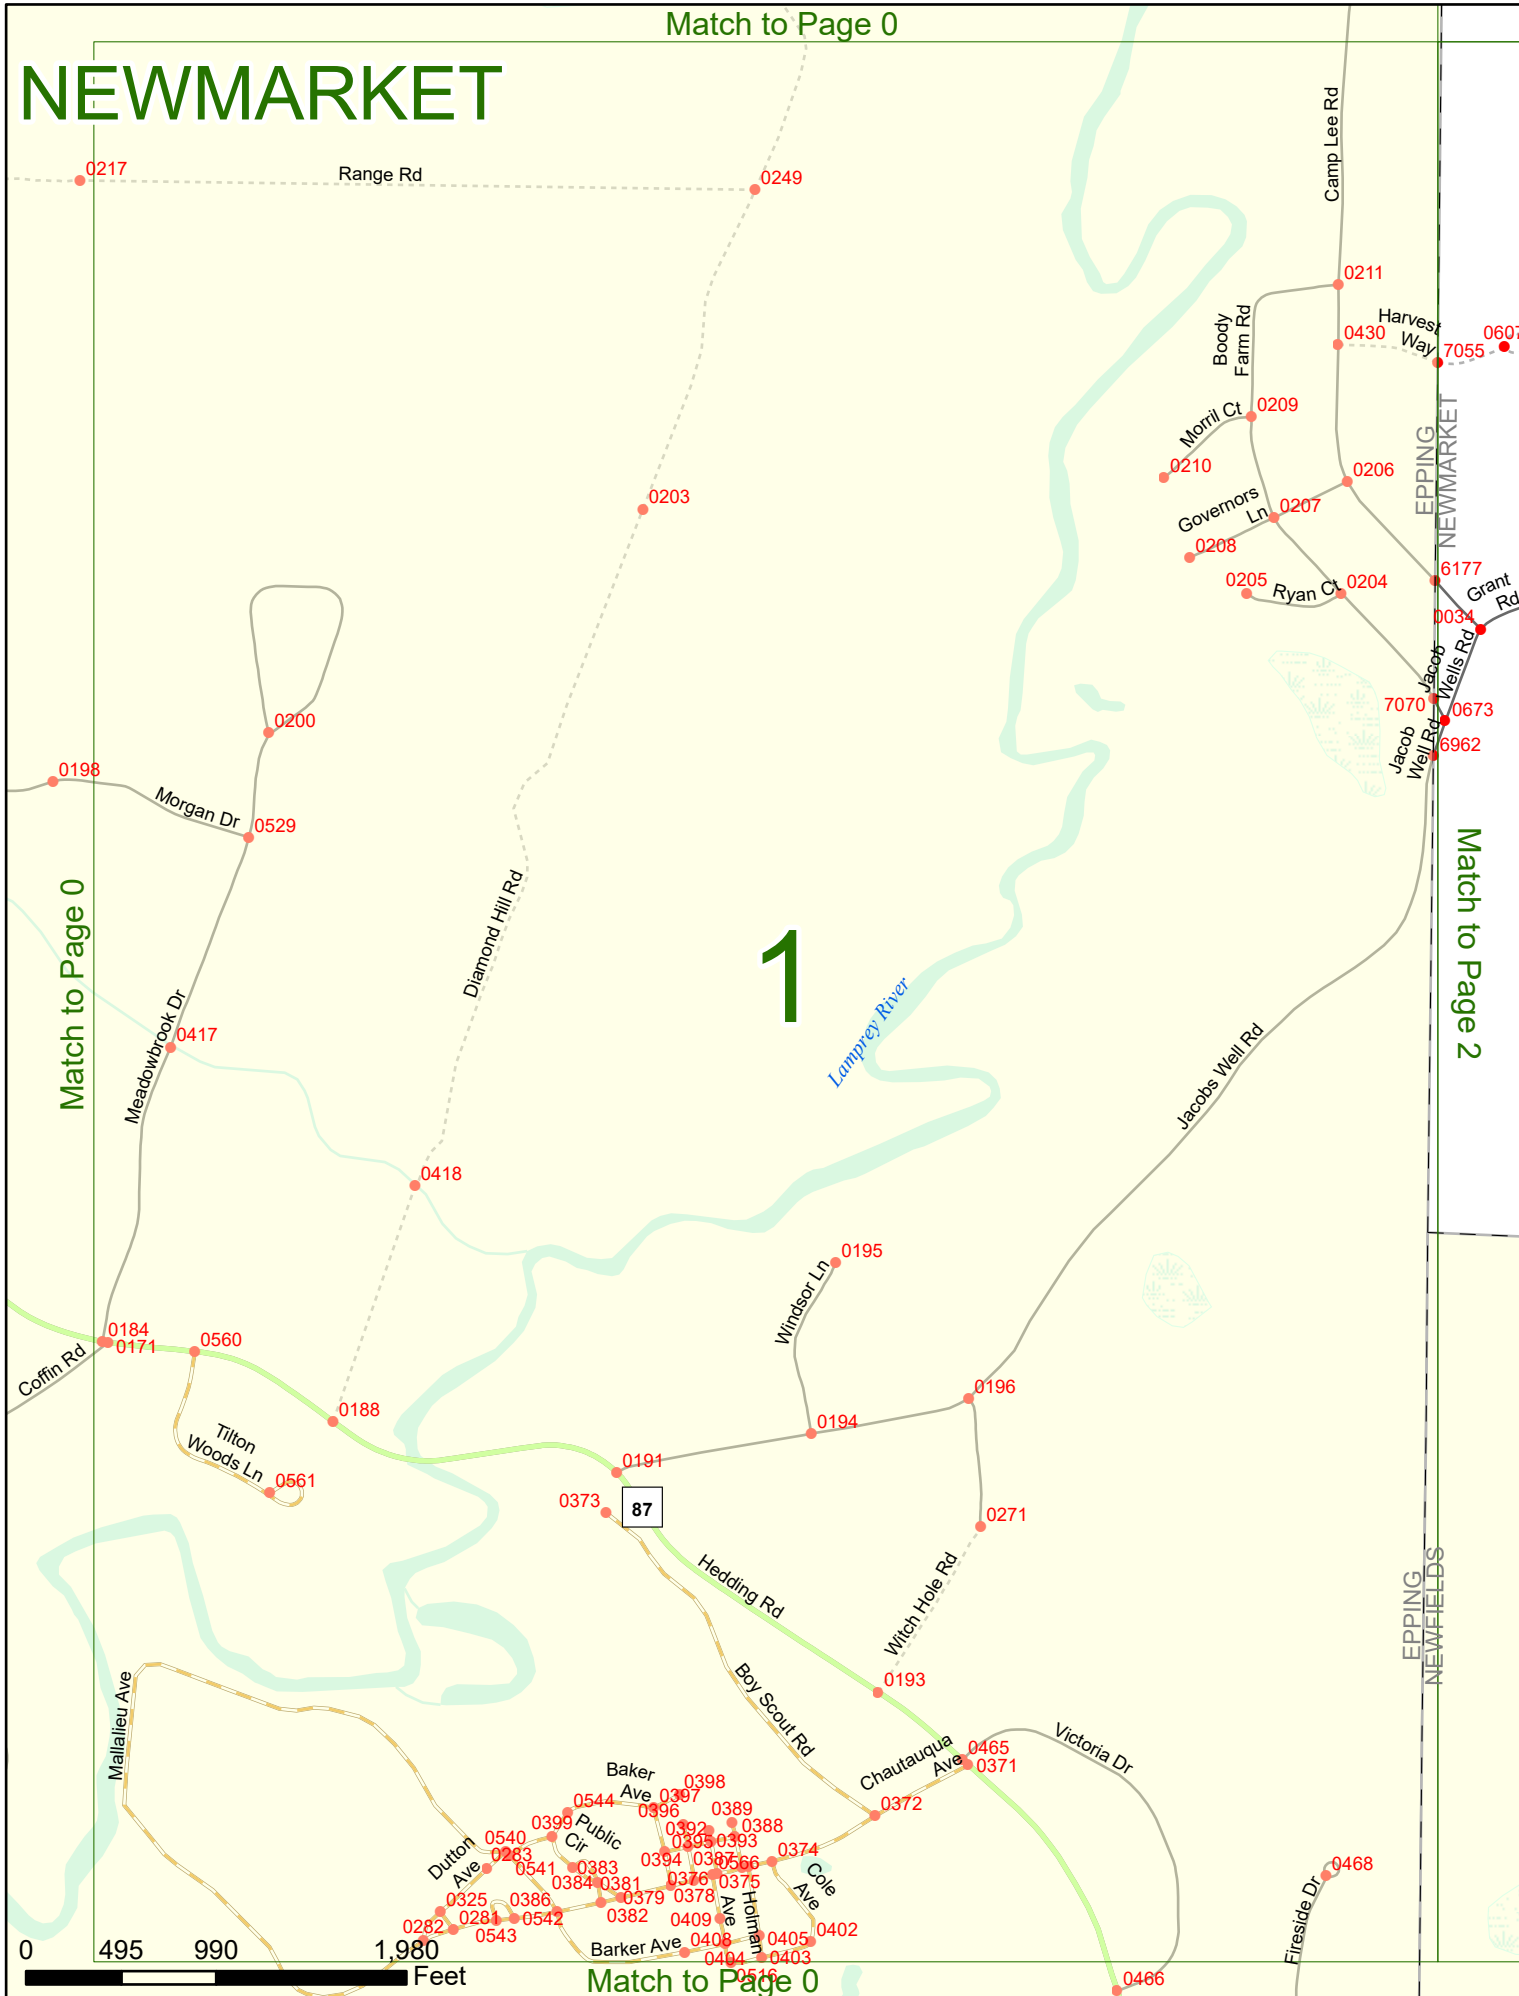 Match to Page 0
NEWMARKET
0217
Range Rd
0249
Camp Lee Rd
0211
Boody
Farm Rd
0430
Harvest
Way
7055
0607
0209
Morril Ct
0210
EPPING
NEWMARKET
0206
0203
Governors
Ln
0207
0208
6177
0205
Ryan Ct
0204
Grant
Rd
0034
Jacob
Wells Rd
7070
0673
0200
Jacob
Well Rd
6962
0198
Morgan Dr
0529
Match to Page 0
Diamond Hill Rd
1
Match to Page 2
Lamprey River
Meadowbrook Dr
0417
Jacobs Well Rd
0418
0195
Windsor Ln
0184
0171
0560
Coffin Rd
0188
0196
0194
Tilton
Woods Ln
0561
0191
0373
87
0271
Hedding Rd
Witch Hole Rd
EPPING
NEWFIELDS
Mallalieu Ave
Boy Scout Rd
0193
Chautauqua
Ave
0465
0371
Victoria Dr
Baker
Ave
0398
0397
0544
0396
0372
0389
0399
Public
Cir
0392
0388
0540
0395
0393
Dutton
Ave
0283
0541
0394
0387
0566
0374
0383
Cole
Ave
0468
0384
0381
0376
0375
0325
0386
0379
0378
0281
0382
Ave
Holman
0282
0543
0542
0409
0402
0405
Barker Ave
0408
0404
0403
0516
Fireside Dr
0466
0
495
990
1,980
Feet
Match to Page 0